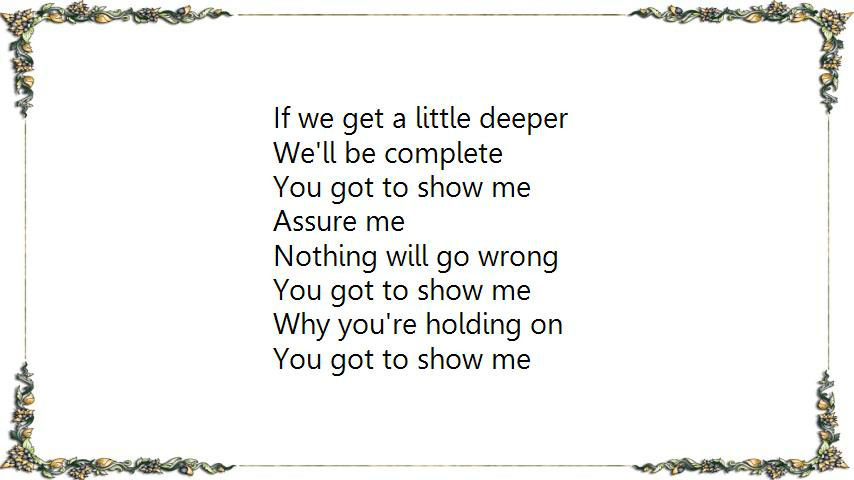 If we get a little deeper
We'll be complete
You got to show me
Assure me
Nothing will go wrong
You got to show me
Why you're holding on
You got to show me